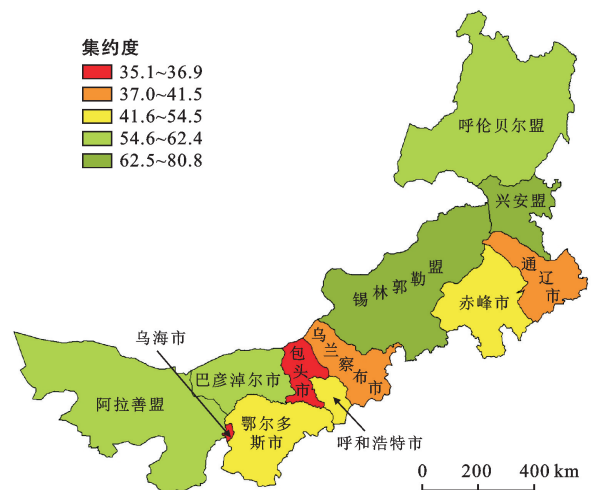 集约度
35.1~36.9
37.0~41.5
41.6~54.5
54.6~62.4
62.5~80.8
呼伦贝尔盟
兴安盟
锡林郭勒盟
通辽市
赤峰市
乌海市
包头市
乌兰察布市
巴彦淖尔市
阿拉善盟
鄂尔多
斯市
呼和浩特市
0 200 400 km